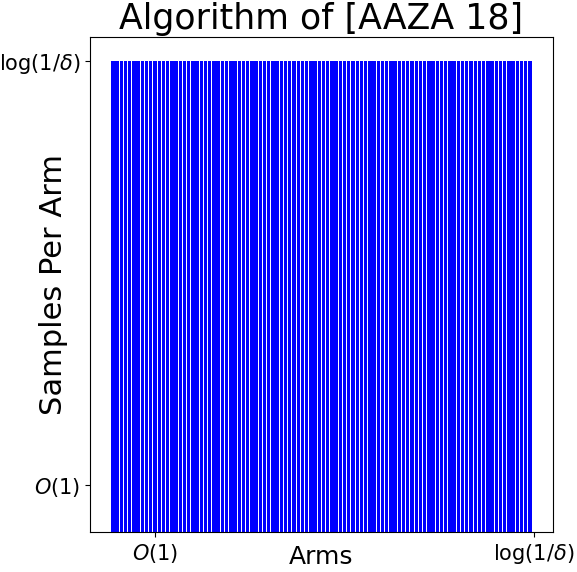 Algorithm of [AAZA 18]
log(1/δ)
Samples Per Arm
O(1)
O(1) Arms log(1/δ)